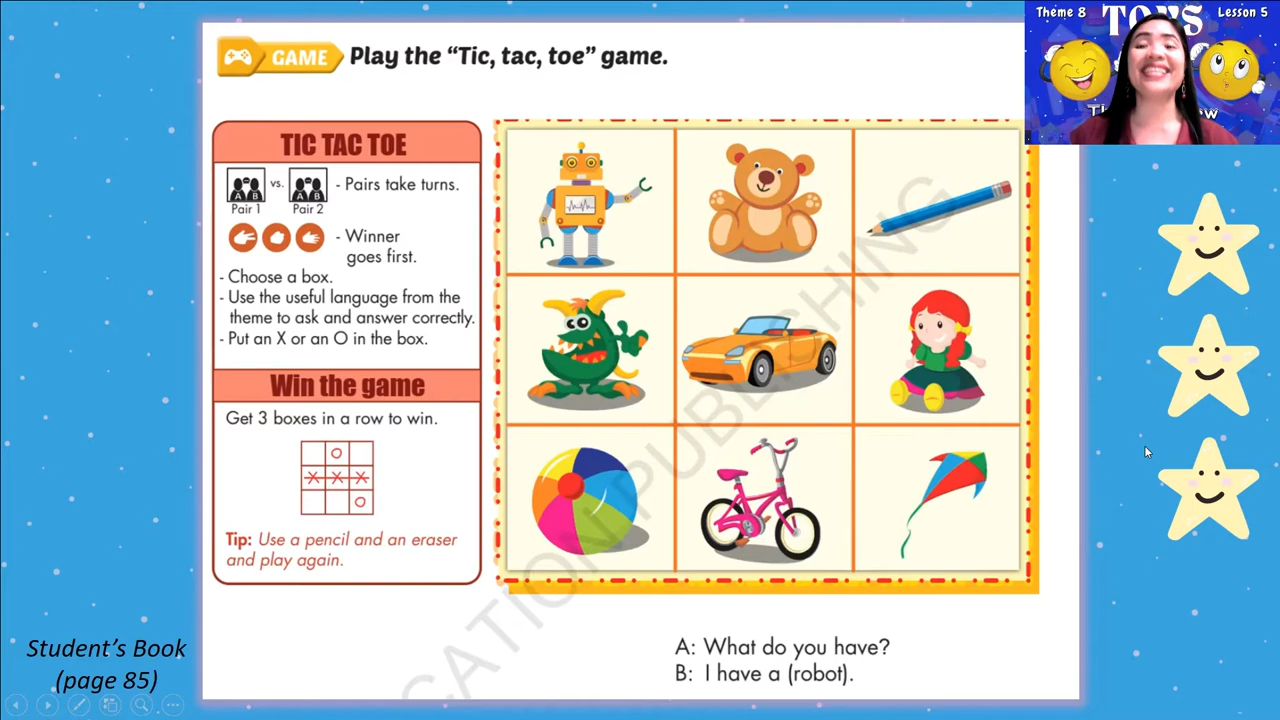 Theme 8
Lesson 5
GAME
Play the “Tic, tac, toe” game.
TIC TAC TOE
A B
vs.
A B
- Pairs take turns.
Pair 1
Pair 2
- Winner
goes first.
- Choose a box.
- Use the useful language from the
theme to ask and answer correctly.
- Put an X or an O in the box.
Win the game
Get 3 boxes in a row to win.
O
X X X
O
Tip: Use a pencil and an eraser
and play again.
CATION PUBLISHING
A: What do you have?
B: I have a (robot).
Student’s Book
(page 85)